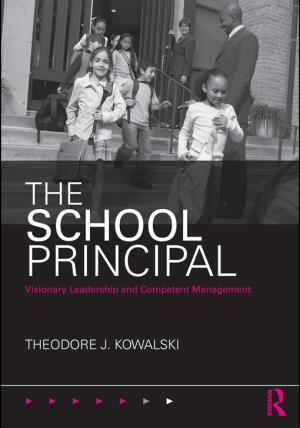 THE
SCHOOL
PRINCIPAL
Visionary Leadership and Competent Management
THEODORE J. KOWALSKI
ROUTLEDGE